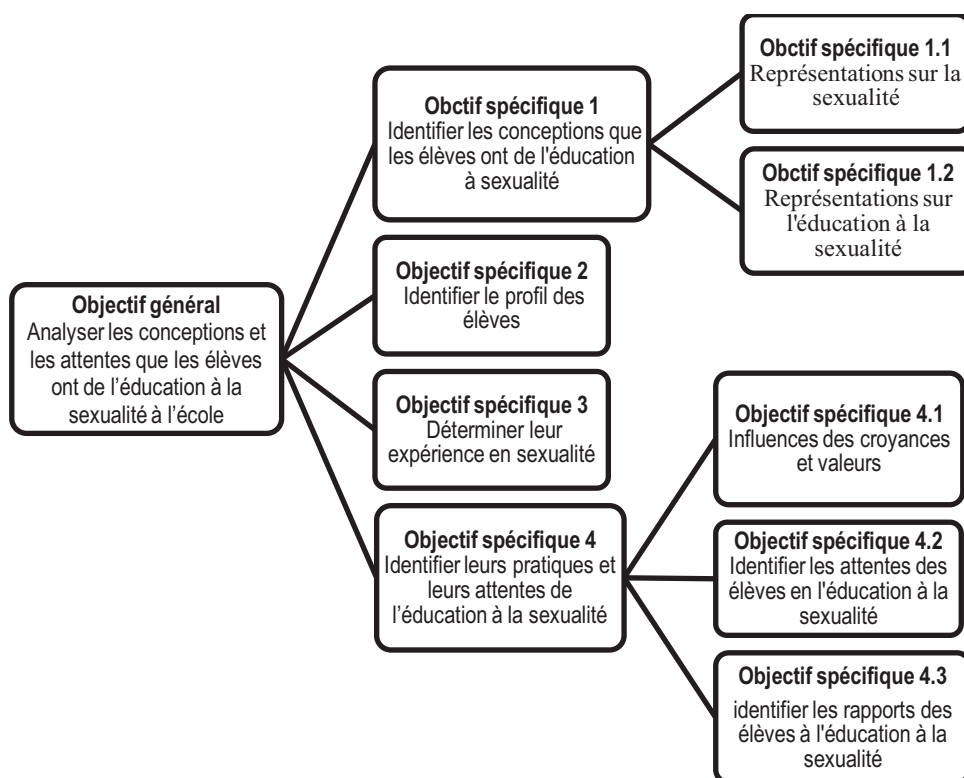 Objectif général
Analyser les conceptions et
les attentes que les élèves
ont de l’éducation à la
sexualité à l’école
Obctif spécifique 1
Identifier les conceptions que
les élèves ont de l'éducation
à sexualité
Obctif spécifique 1.1
Représentations sur la
sexualité
Obctif spécifique 1.2
Représentations sur
l'éducation à la
sexualité
Objectif spécifique 2
Identifier le profil des
élèves
Objectif spécifique 3
Déterminer leur
expérience en sexualité
Objectif spécifique 4
Identifier leurs pratiques et
leurs attentes de
l’éducation à la sexualité
Objectif spécifique 4.1
Influences des croyances
et valeurs
Objectif spécifique 4.2
Identifier les attentes des
élèves en l'éducation à la
sexualité
Objectif spécifique 4.3
identifier les rapports des
élèves à l'éducation à la
sexualité